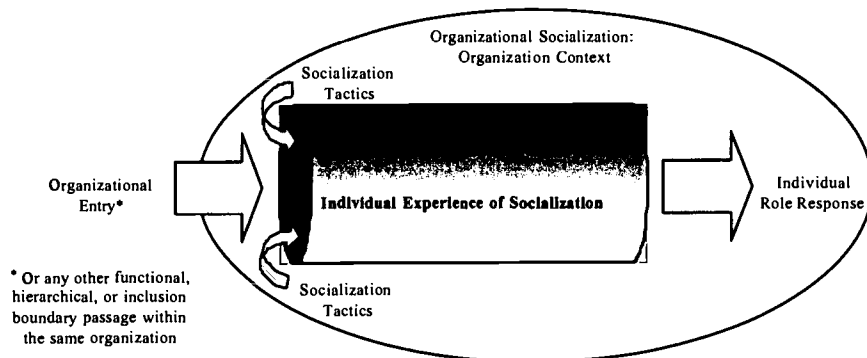 Organizational Socialization:
Organization Context
Socialization
Tactics
Organizational
Entry*
Individual Experience of Socialization
Individual
Role Response
Socialization
Tactics
* Or any other functional,
hierarchical, or inclusion
boundary passage within
the same organization